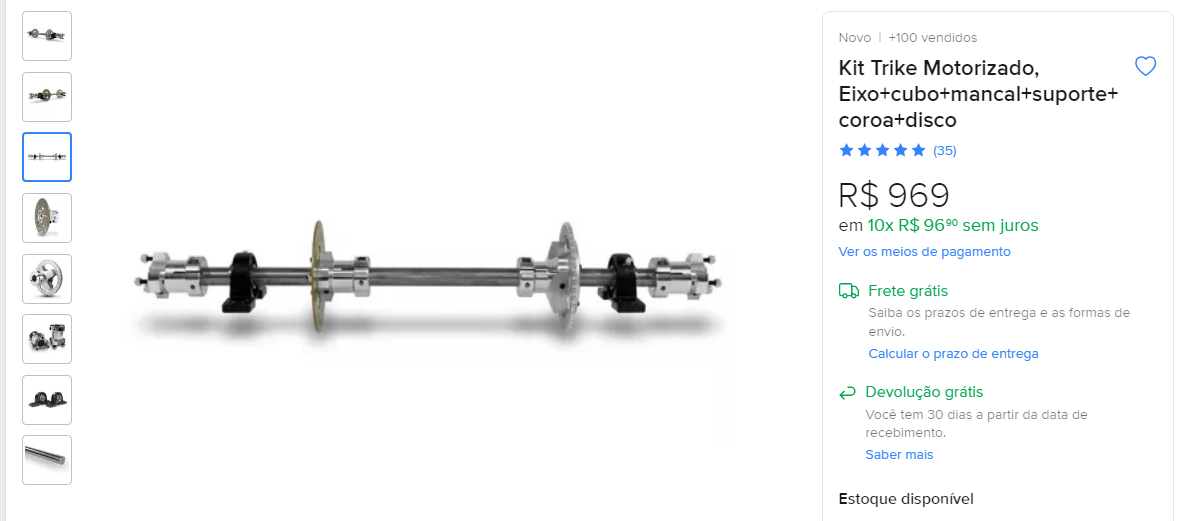 Novo | +100 vendidos
Kit Trike Motorizado,
Eixo+cubo+mancal+suporte+
coroa+disco
(35)
R$ 969
em 10x R$ 96⁹⁰ sem juros
Ver os meios de pagamento
Frete grátis
Saiba os prazos de entrega e as formas de
envio.
Calcular o prazo de entrega
Devolução grátis
Você tem 30 dias a partir da data de
recebimento.
Saber mais
Estoque disponível